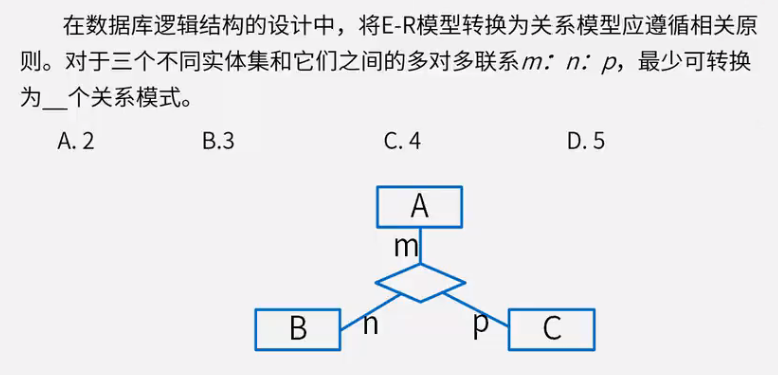 在数据库逻辑结构的设计中，将E-R模型转换为关系模型应遵循相关原
则。对于三个不同实体集和它们之间的多对多联系m：n：p，最少可转换
为__个关系模式。
A. 2 B.3 C. 4 D. 5
A
m
B n p C